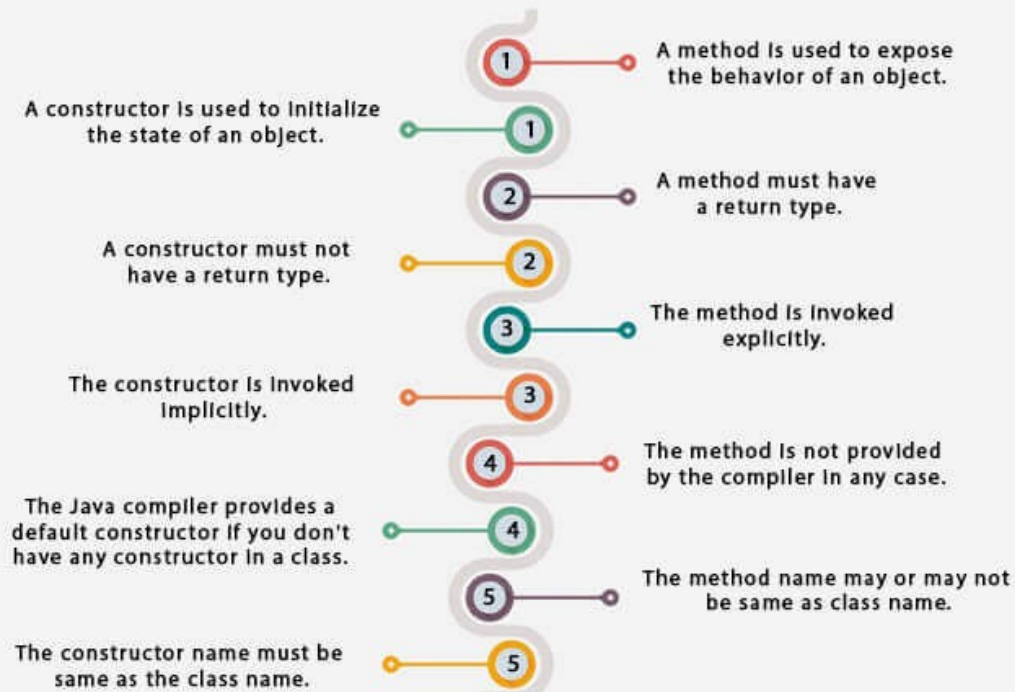 1
A method is used to expose
the behavior of an object.
A constructor is used to initialize
the state of an object.
1
2
A method must have
a return type.
A constructor must not
have a return type.
2
3
The method is invoked
explicitly.
The constructor is invoked
implicitly.
3
4
The method is not provided
by the compiler in any case.
The Java compiler provides a
default constructor if you don't
have any constructor in a class.
4
5
The method name may or may not
be same as class name.
The constructor name must be
same as the class name.
5